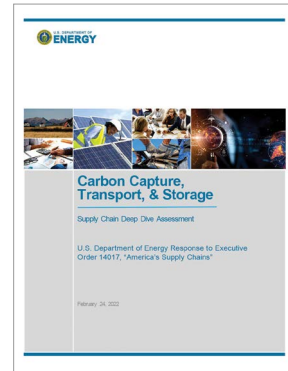 U.S. DEPARTMENT OF
ENERGY
Carbon Capture,
Transport, & Storage
Supply Chain Deep Dive Assessment
U.S. Department of Energy Response to Executive
Order 14017, "America's Supply Chains"
February 24, 2022